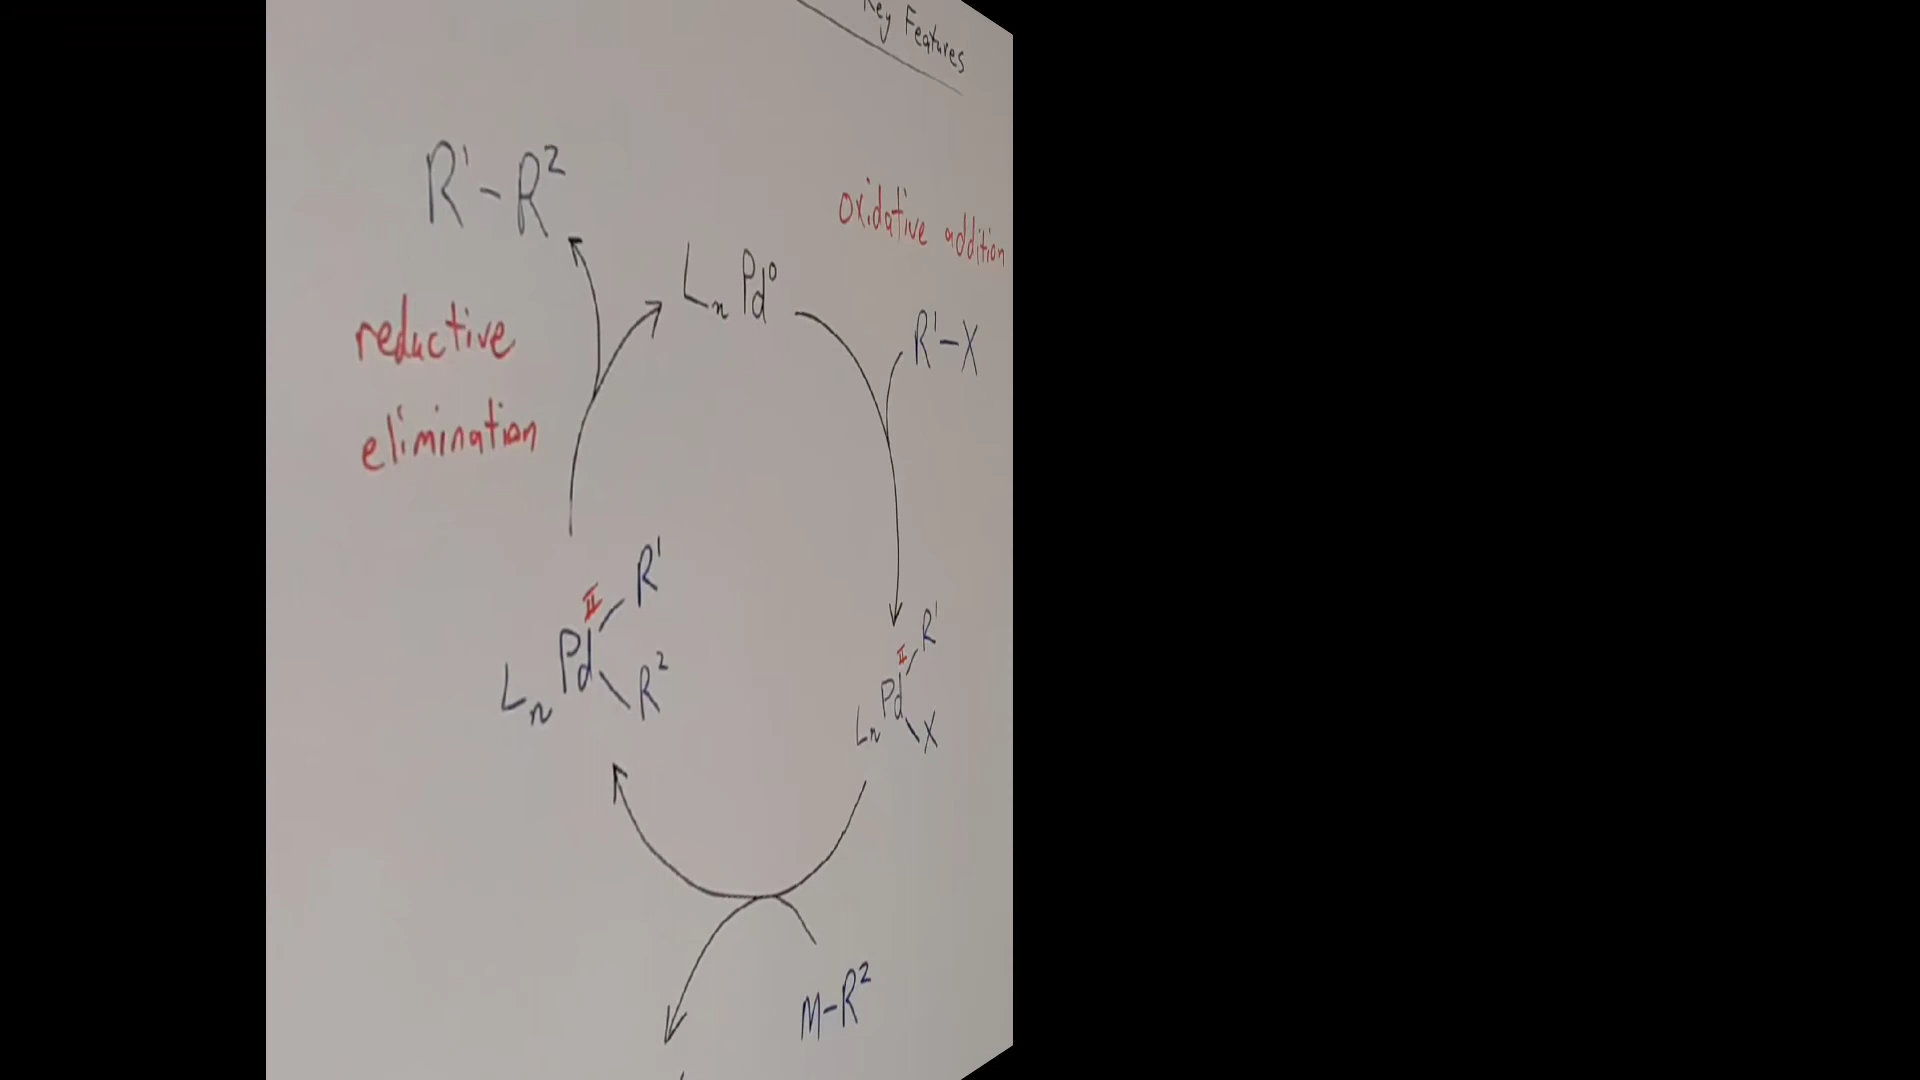 Key Features
R¹-R²
oxidative addition
LnPd⁰
reductive
R¹-X
elimination
R¹
II
LnPd
R²
R¹
II
LnPd
X
M-R²